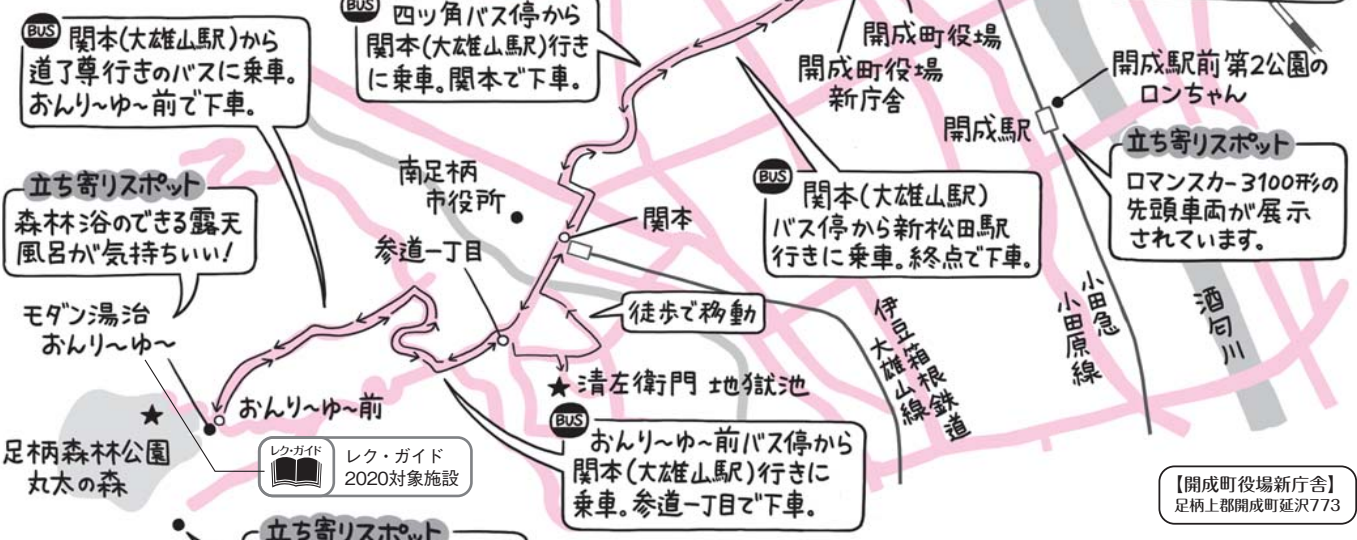 BUS 四ツ角バス停から
関本(大雄山駅)行き
に乗車。関本で下車。
BUS 関本(大雄山駅)から
道了尊行きのバスに乗車。
おんり〜ゆ〜前で下車。
開成町役場
開成町役場
新庁舎
開成駅前第2公園の
ロンちゃん
開成駅
立ち寄りスポット
ロマンスカー3100形の
先頭車両が展示
されています。
立ち寄りスポット
森林浴のできる露天
風呂が気持ちいい!
南足柄
市役所
関本
参道一丁目
BUS 関本(大雄山駅)
バス停から新松田駅
行きに乗車。終点で下車。
徒歩で移動
モダン湯治
おんり〜ゆ〜
伊豆箱根鉄道
大雄山線
小田急
小田原線
酒匂川
清左衛門 地獄池
おんり〜ゆ〜前
足柄森林公園
丸太の森
レク・ガイド
レク・ガイド
2020対象施設
BUS おんり〜ゆ〜前バス停から
関本(大雄山駅)行きに
乗車。参道一丁目で下車。
【開成町役場新庁舎】
足柄上郡開成町延沢773
立ち寄りスポット